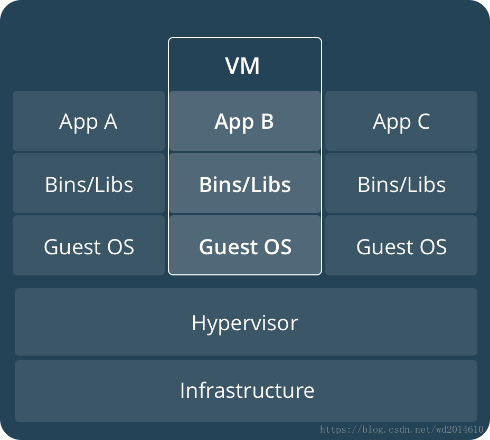 VM
App A
App B
App C
Bins/Libs
Bins/Libs
Bins/Libs
Guest OS
Guest OS
Guest OS
Hypervisor
Infrastructure
https://blog.csdn.net/wd2014610